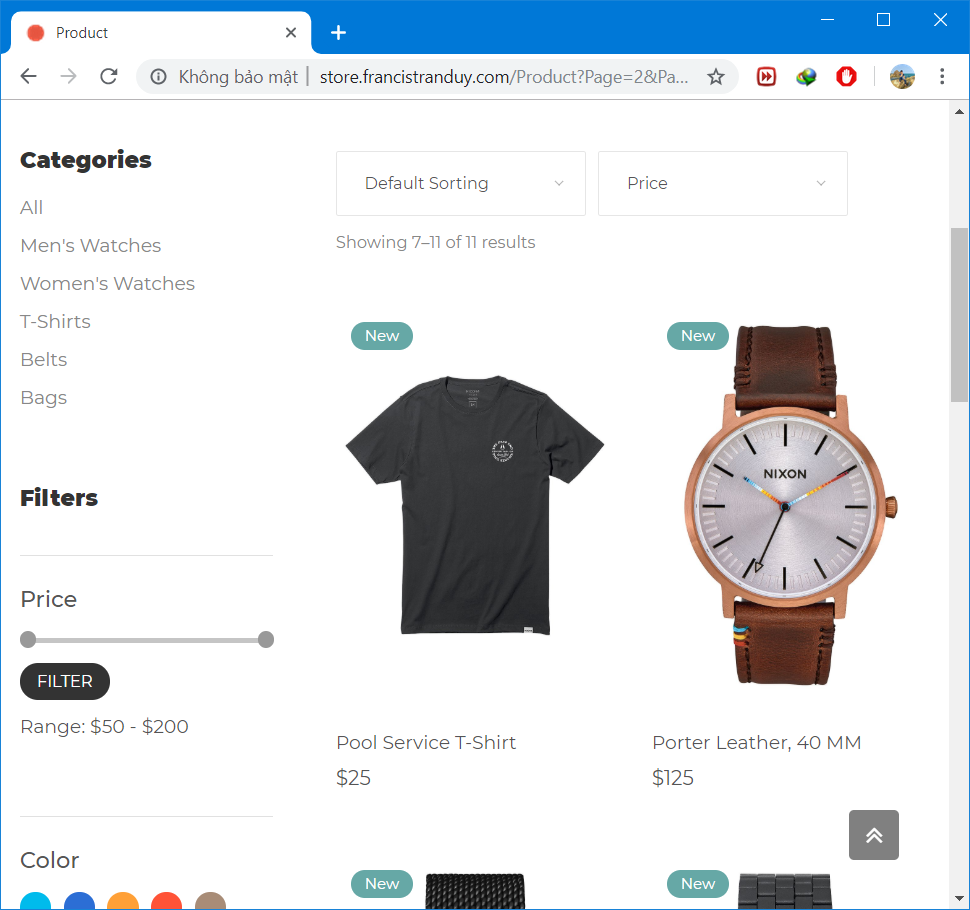 Product
Không bảo mật | store.francistranduy.com/Product?Page=2&Pa...
Categories
All
Men's Watches
Women's Watches
T-Shirts
Belts
Bags
Filters
Price
FILTER
Range: $50 - $200
Color
Default Sorting
Price
Showing 7–11 of 11 results
New
New
NIXON
Pool Service T-Shirt
$25
Porter Leather, 40 MM
$125
New
New